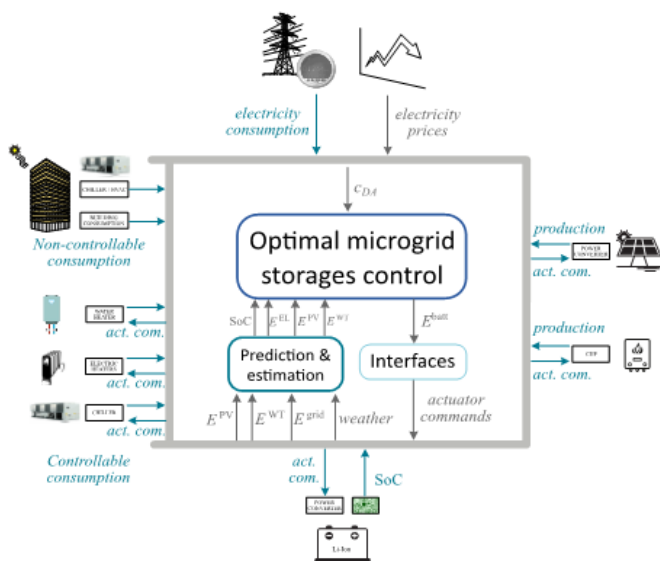 electricity
consumption
electricity
prices
c_DA
CHILLER / HVAC
Non-controllable
consumption
Optimal microgrid
storages control
production
POWER
CONVERTER
act. com.
SoC E^EL E^PV E^WT
E^batt
WATER
HEATER
act. com.
Prediction &
estimation
Interfaces
production
act. com.
ELECTRIC
HEATERS
act. com.
E^PV E^WT E^grid weather
actuator
commands
act. com.
Controllable
consumption
act.
com.
SoC
POWER
CONVERTER
Li-Ion